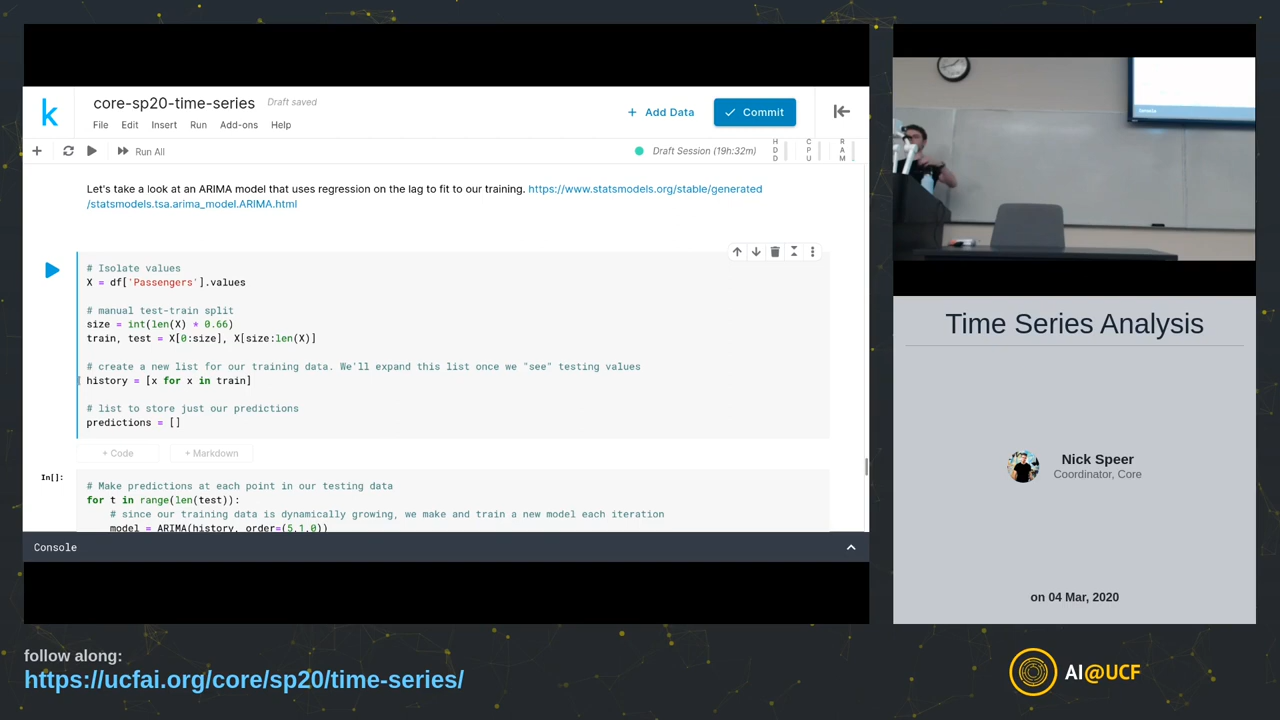 core-sp20-time-series
Draft saved
File Edit Insert Run Add-ons Help
+ Add Data
Commit
Run All
Draft Session (19h:32m)
HDD
CPU
RAM
Let's take a look at an ARIMA model that uses regression on the lag to fit to our training. https://www.statsmodels.org/stable/generated
/statsmodels.tsa.arima_model.ARIMA.html
# Isolate values
X = df['Passengers'].values
# manual test-train split
size = int(len(X) * 0.66)
train, test = X[0:size], X[size:len(X)]
# create a new list for our training data. We'll expand this list once we "see" testing values
history = [x for x in train]
# list to store just our predictions
predictions = []
+ Code + Markdown
In[]:
# Make predictions at each point in our testing data
for t in range(len(test)):
# since our training data is dynamically growing, we make and train a new model each iteration
model = ARIMA(history, order=(5,1,0))
Console
Time Series Analysis
Nick Speer
Coordinator, Core
on 04 Mar, 2020
follow along:
https://ucfai.org/core/sp20/time-series/
AI@UCF